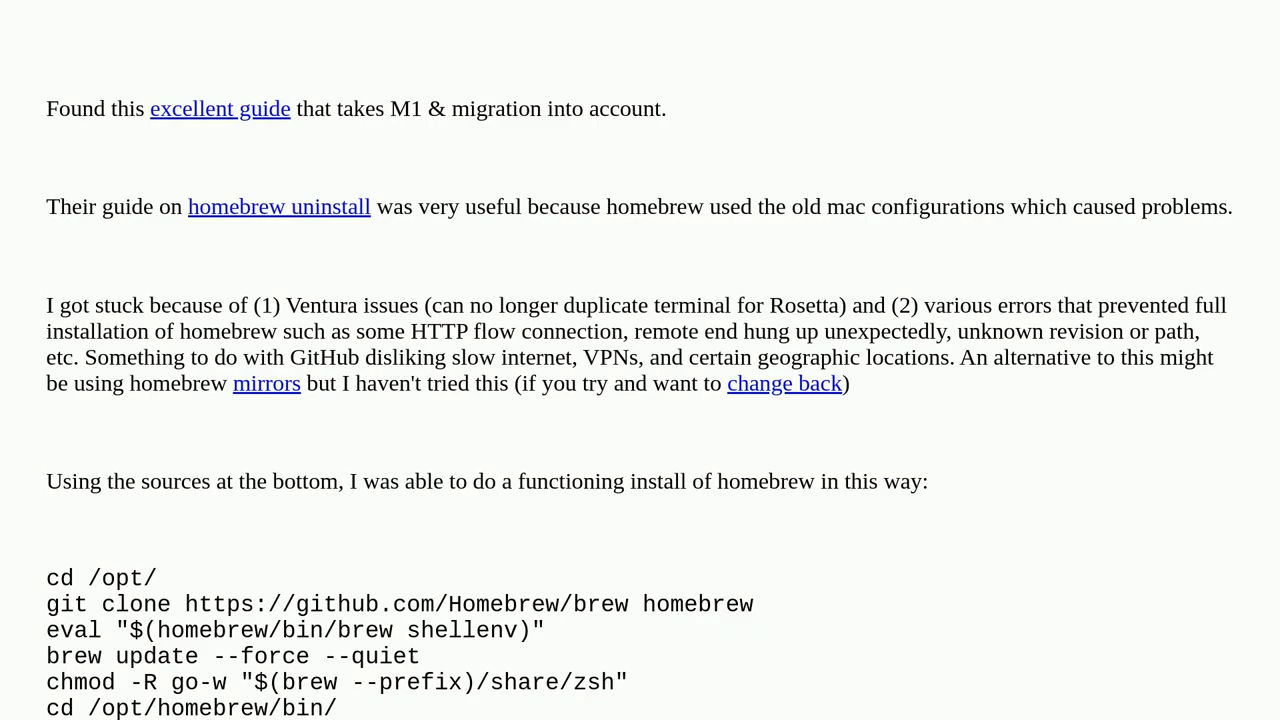 Found this excellent guide that takes M1 & migration into account.
Their guide on homebrew uninstall was very useful because homebrew used the old mac configurations which caused problems.
I got stuck because of (1) Ventura issues (can no longer duplicate terminal for Rosetta) and (2) various errors that prevented full
installation of homebrew such as some HTTP flow connection, remote end hung up unexpectedly, unknown revision or path,
etc. Something to do with GitHub disliking slow internet, VPNs, and certain geographic locations. An alternative to this might
be using homebrew mirrors but I haven't tried this (if you try and want to change back)
Using the sources at the bottom, I was able to do a functioning install of homebrew in this way:
cd /opt/
git clone https://github.com/Homebrew/brew homebrew
eval "$(homebrew/bin/brew shellenv)"
brew update --force --quiet
chmod -R go-w "$(brew --prefix)/share/zsh"
cd /opt/homebrew/bin/